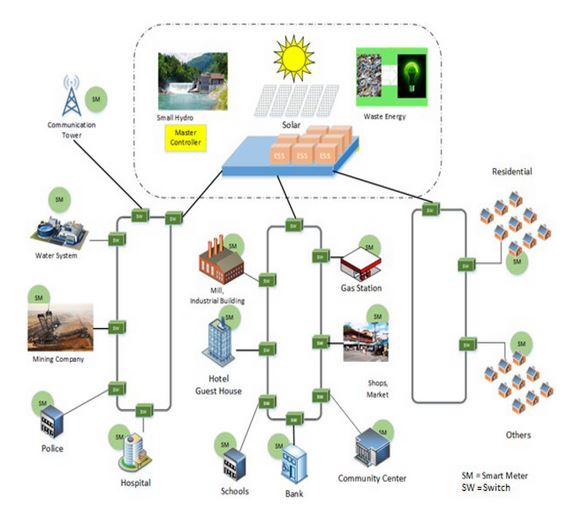 Small Hydro
Master
Controller
Solar
Waste Energy
ESS
ESS
ESS
SM
Communication
Tower
Residential
SM
SW
SW
SW
SW
SM
Water System
SW
SM
Mill,
Industrial Building
SW
SW
SM
Gas Station
SW
SM
SM
Mining Company
SW
SM
Hotel
Guest House
SW
SW
SM
Shops,
Market
SW
SM
Others
SM
Police
SW
SW
SM
Hospital
SW
SM
Schools
SW
SM
Bank
SW
SM
Community Center
SM = Smart Meter
SW = Switch